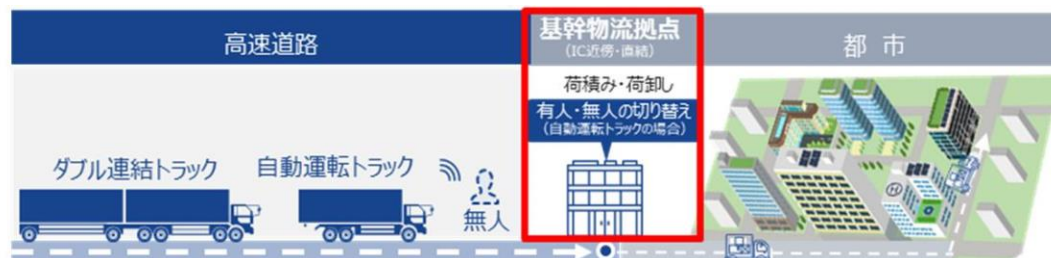 高速道路
基幹物流拠点
(IC近傍・直結)
都市
荷積み・荷卸し
有人・無人の切り替え
(自動運転トラックの場合)
ダブル連結トラック
自動運転トラック
無人
H